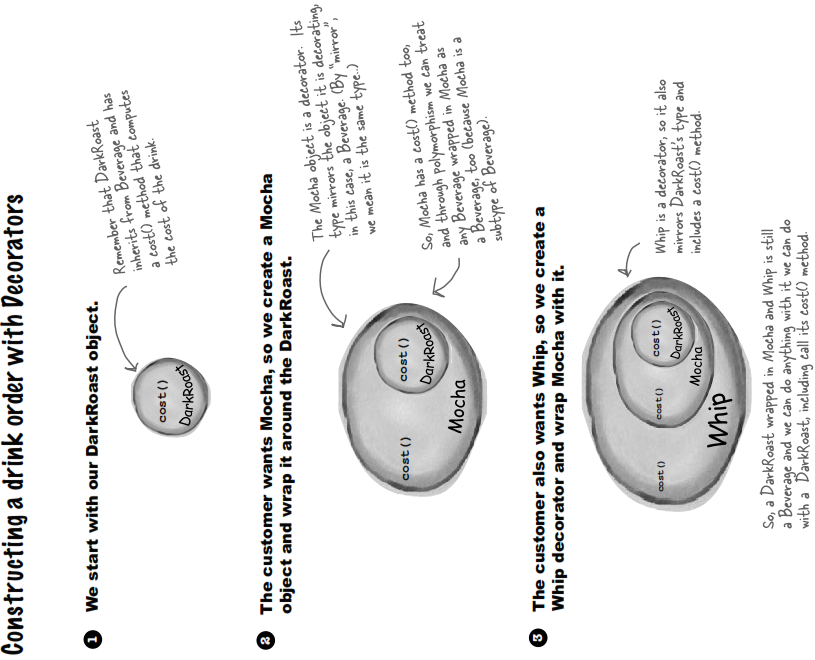 Constructing a drink order with Decorators
1 We start with our DarkRoast object.
Remember that DarkRoast
inherits from Beverage and has
a cost() method that computes
the cost of the drink.
cost()
DarkRoast
2 The customer wants Mocha, so we create a Mocha
object and wrap it around the DarkRoast.
The Mocha object is a decorator. Its
type mirrors the object it is decorating,
in this case, a Beverage. (By "mirror",
we mean it is the same type..)
cost()
cost()
DarkRoast
Mocha
So, Mocha has a cost() method too,
and through polymorphism we can treat
any Beverage wrapped in Mocha as
a Beverage, too (because Mocha is a
subtype of Beverage).
3 The customer also wants Whip, so we create a
Whip decorator and wrap Mocha with it.
cost()
cost()
cost()
DarkRoast
Mocha
Whip
Whip is a decorator, so it also
mirrors DarkRoast's type and
includes a cost() method.
So, a DarkRoast wrapped in Mocha and Whip is still
a Beverage and we can do anything with it we can do
with a DarkRoast, including call its cost() method.